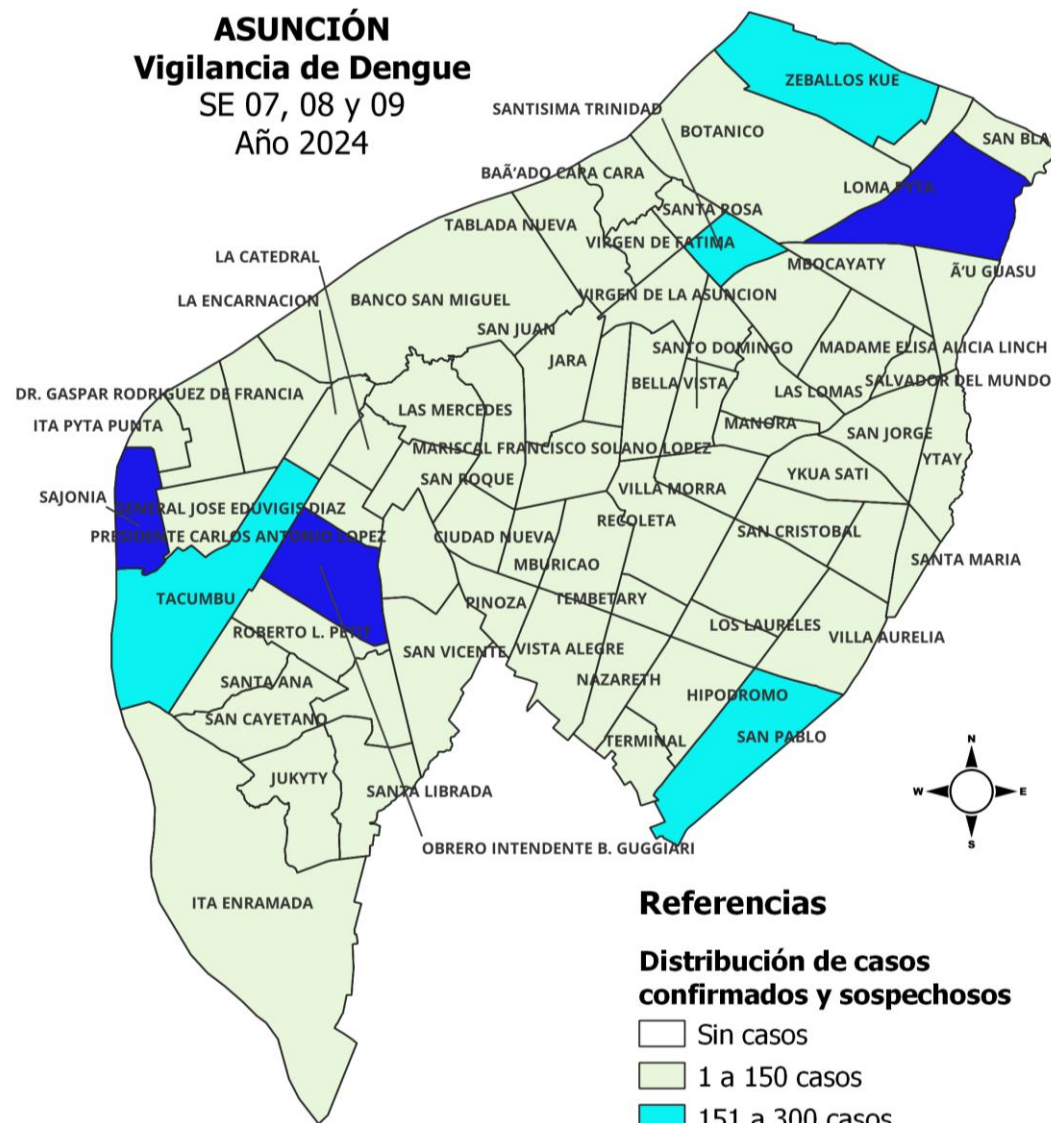 ASUNCIÓN
Vigilancia de Dengue
SE 07, 08 y 09
Año 2024
ZEBALLOS KUE
SANTISIMA TRINIDAD
BOTANICO
SAN BLA
BAÃ'ADO CARA CARA
LOMA PYTA
SANTA ROSA
TABLADA NUEVA
VIRGEN DE FATIMA
LA CATEDRAL
MBOCAYATY
Ã'U GUASU
LA ENCARNACION
BANCO SAN MIGUEL
VIRGEN DE LA ASUNCION
SAN JUAN
JARA
SANTO DOMINGO
MADAME ELISA ALICIA LINCH
DR. GASPAR RODRIGUEZ DE FRANCIA
BELLA VISTA
LAS LOMAS
SALVADOR DEL MUNDO
LAS MERCEDES
ITA PYTA PUNTA
MANORA
SAN JORGE
MARISCAL FRANCISCO SOLANO LOPEZ
YTAY
SAN ROQUE
VILLA MORRA
YKUA SATI
SAJONIA
GENERAL JOSE EDUVIGIS DIAZ
RECOLETA
PRESIDENTE CARLOS ANTONIO LOPEZ
CIUDAD NUEVA
SAN CRISTOBAL
SANTA MARIA
MBURICAO
TACUMBU
PINOZA
TEMBETARY
LOS LAURELES
ROBERTO L. PETIT
VILLA AURELIA
SAN VICENTE
VISTA ALEGRE
SANTA ANA
NAZARETH
HIPODROMO
SAN CAYETANO
TERMINAL
SAN PABLO
JUKYTY
SANTA LIBRADA
N
W
E
S
OBRERO INTENDENTE B. GUGGIARI
ITA ENRAMADA
Referencias
Distribución de casos
confirmados y sospechosos
Sin casos
1 a 150 casos
151 a 300 casos